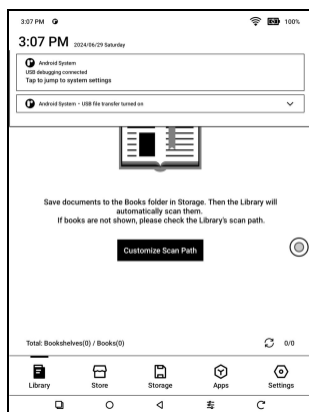 3:07 PM
100%
3:07 PM 2024/06/29 Saturday
Android System
USB debugging connected
Tap to jump to system settings
Android System • USB file transfer turned on
Save documents to the Books folder in Storage. Then the Library will
automatically scan them.
If books are not shown, please check the Library's scan path.
Customize Scan Path
Total: Bookshelves(0) / Books(0)
0/0
Library
Store
Storage
Apps
Settings